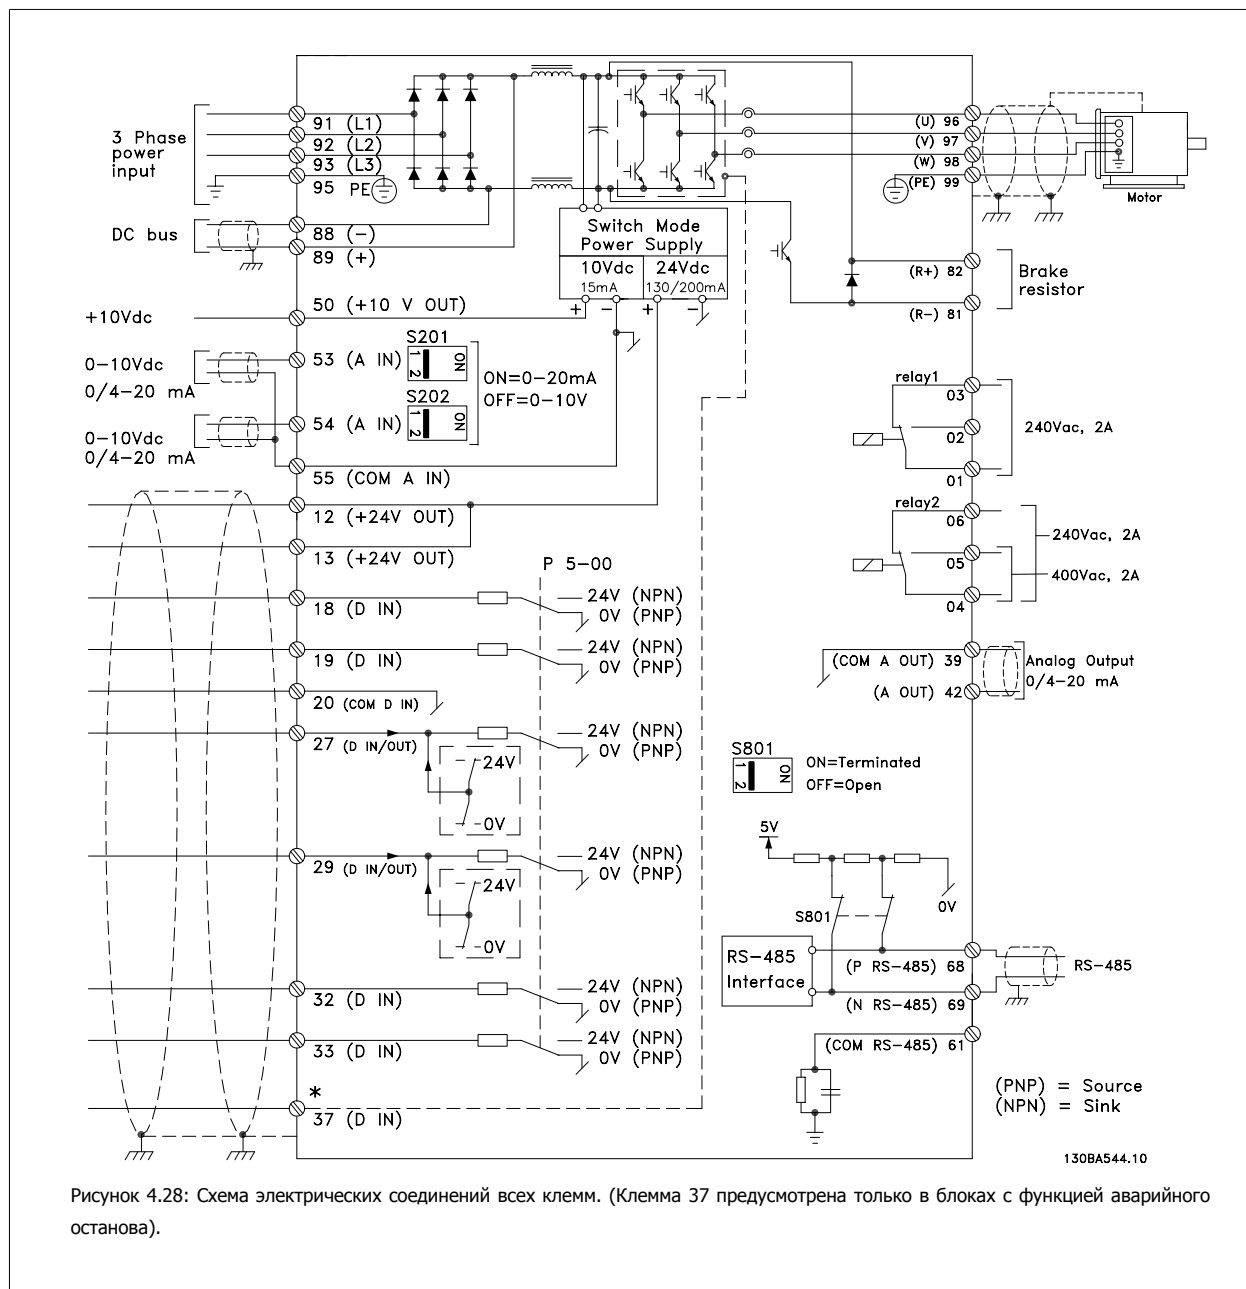 3 Phase
power
input
91 (L1)
92 (L2)
93 (L3)
95 PE
DC bus
88 (-)
89 (+)
+10Vdc
50 (+10 V OUT)
0-10Vdc
0/4-20 mA
53 (A IN)
S201
ON
1 2
ON=0-20mA
OFF=0-10V
S202
ON
1 2
0-10Vdc
0/4-20 mA
54 (A IN)
55 (COM A IN)
12 (+24V OUT)
13 (+24V OUT)
P 5-00
18 (D IN)
24V (NPN)
0V (PNP)
19 (D IN)
24V (NPN)
0V (PNP)
20 (COM D IN)
27 (D IN/OUT)
24V (NPN)
0V (PNP)
24V
0V
29 (D IN/OUT)
24V (NPN)
0V (PNP)
24V
0V
32 (D IN)
24V (NPN)
0V (PNP)
33 (D IN)
24V (NPN)
0V (PNP)
*
37 (D IN)
Switch Mode
Power Supply
10Vdc
15mA
24Vdc
130/200mA
+ - + -
(U) 96
(V) 97
(W) 98
(PE) 99
Motor
(R+) 82
(R-) 81
Brake
resistor
relay1
03
02
01
240Vac, 2A
relay2
06
05
04
240Vac, 2A
400Vac, 2A
(COM A OUT) 39
(A OUT) 42
Analog Output
0/4-20 mA
S801
ON
1 2
ON=Terminated
OFF=Open
5V
0V
S801
RS-485
Interface
(P RS-485) 68
(N RS-485) 69
(COM RS-485) 61
RS-485
(PNP) = Source
(NPN) = Sink
130BA544.10
Рисунок 4.28: Схема электрических соединений всех клемм. (Клемма 37 предусмотрена только в блоках с функцией аварийного
останова).